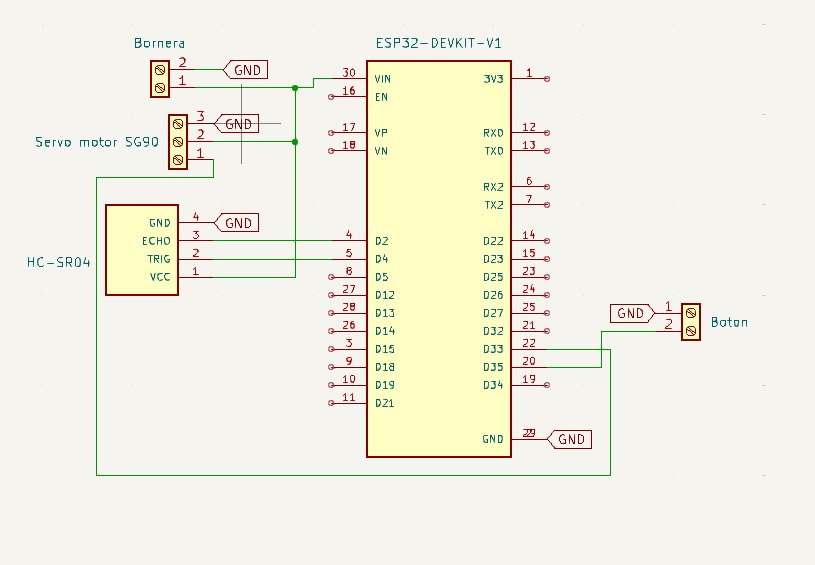 Bornera
2
GND
1
Servo motor SG90
3
GND
2
1
HC-SR04
GND
4
GND
ECHO
3
TRIG
2
VCC
1
ESP32-DEVKIT-V1
30
VIN
16
EN
17
VP
18
VN
4
D2
5
D4
8
D5
27
D12
28
D13
26
D14
3
D15
9
D18
10
D19
11
D21
3V3
1
RX0
12
TX0
13
RX2
6
TX2
7
D22
14
D23
15
D25
23
D26
24
D27
25
D32
21
D33
22
D35
20
D34
19
GND
GND
GND
1
2
Boton